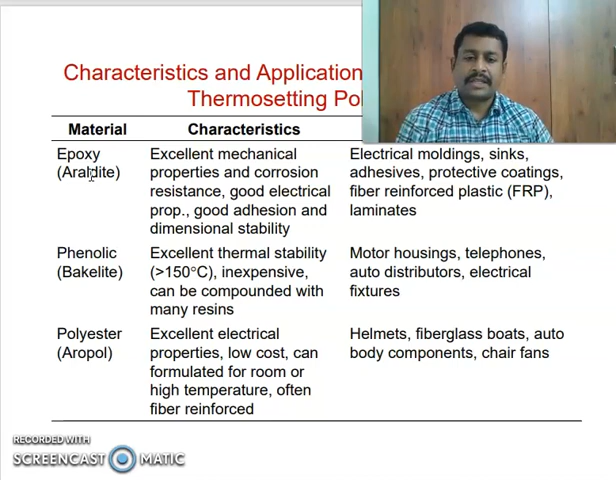 Characteristics and Application
Thermosetting Pol
Material Characteristics
Epoxy
(Araldite)
Excellent mechanical
properties and corrosion
resistance, good electrical
prop., good adhesion and
dimensional stability
Electrical moldings, sinks,
adhesives, protective coatings,
fiber reinforced plastic (FRP),
laminates
Phenolic
(Bakelite)
Excellent thermal stability
(>150°C), inexpensive,
can be compounded with
many resins
Motor housings, telephones,
auto distributors, electrical
fixtures
Polyester
(Aropol)
Excellent electrical
properties, low cost, can
formulated for room or
high temperature, often
fiber reinforced
Helmets, fiberglass boats, auto
body components, chair fans
RECORDED WITH
SCREENCAST MATIC